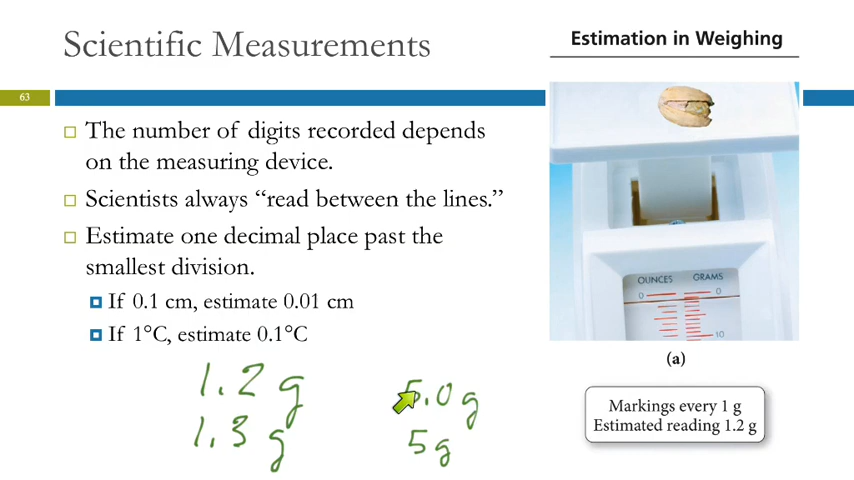 Scientific Measurements
Estimation in Weighing
63
The number of digits recorded depends
on the measuring device.
Scientists always “read between the lines.”
Estimate one decimal place past the
smallest division.
If 0.1 cm, estimate 0.01 cm
If 1°C, estimate 0.1°C
1.2 g
1.3 g
5.0 g
5 g
OUNCES GRAMS
0 0
10
(a)
Markings every 1 g
Estimated reading 1.2 g